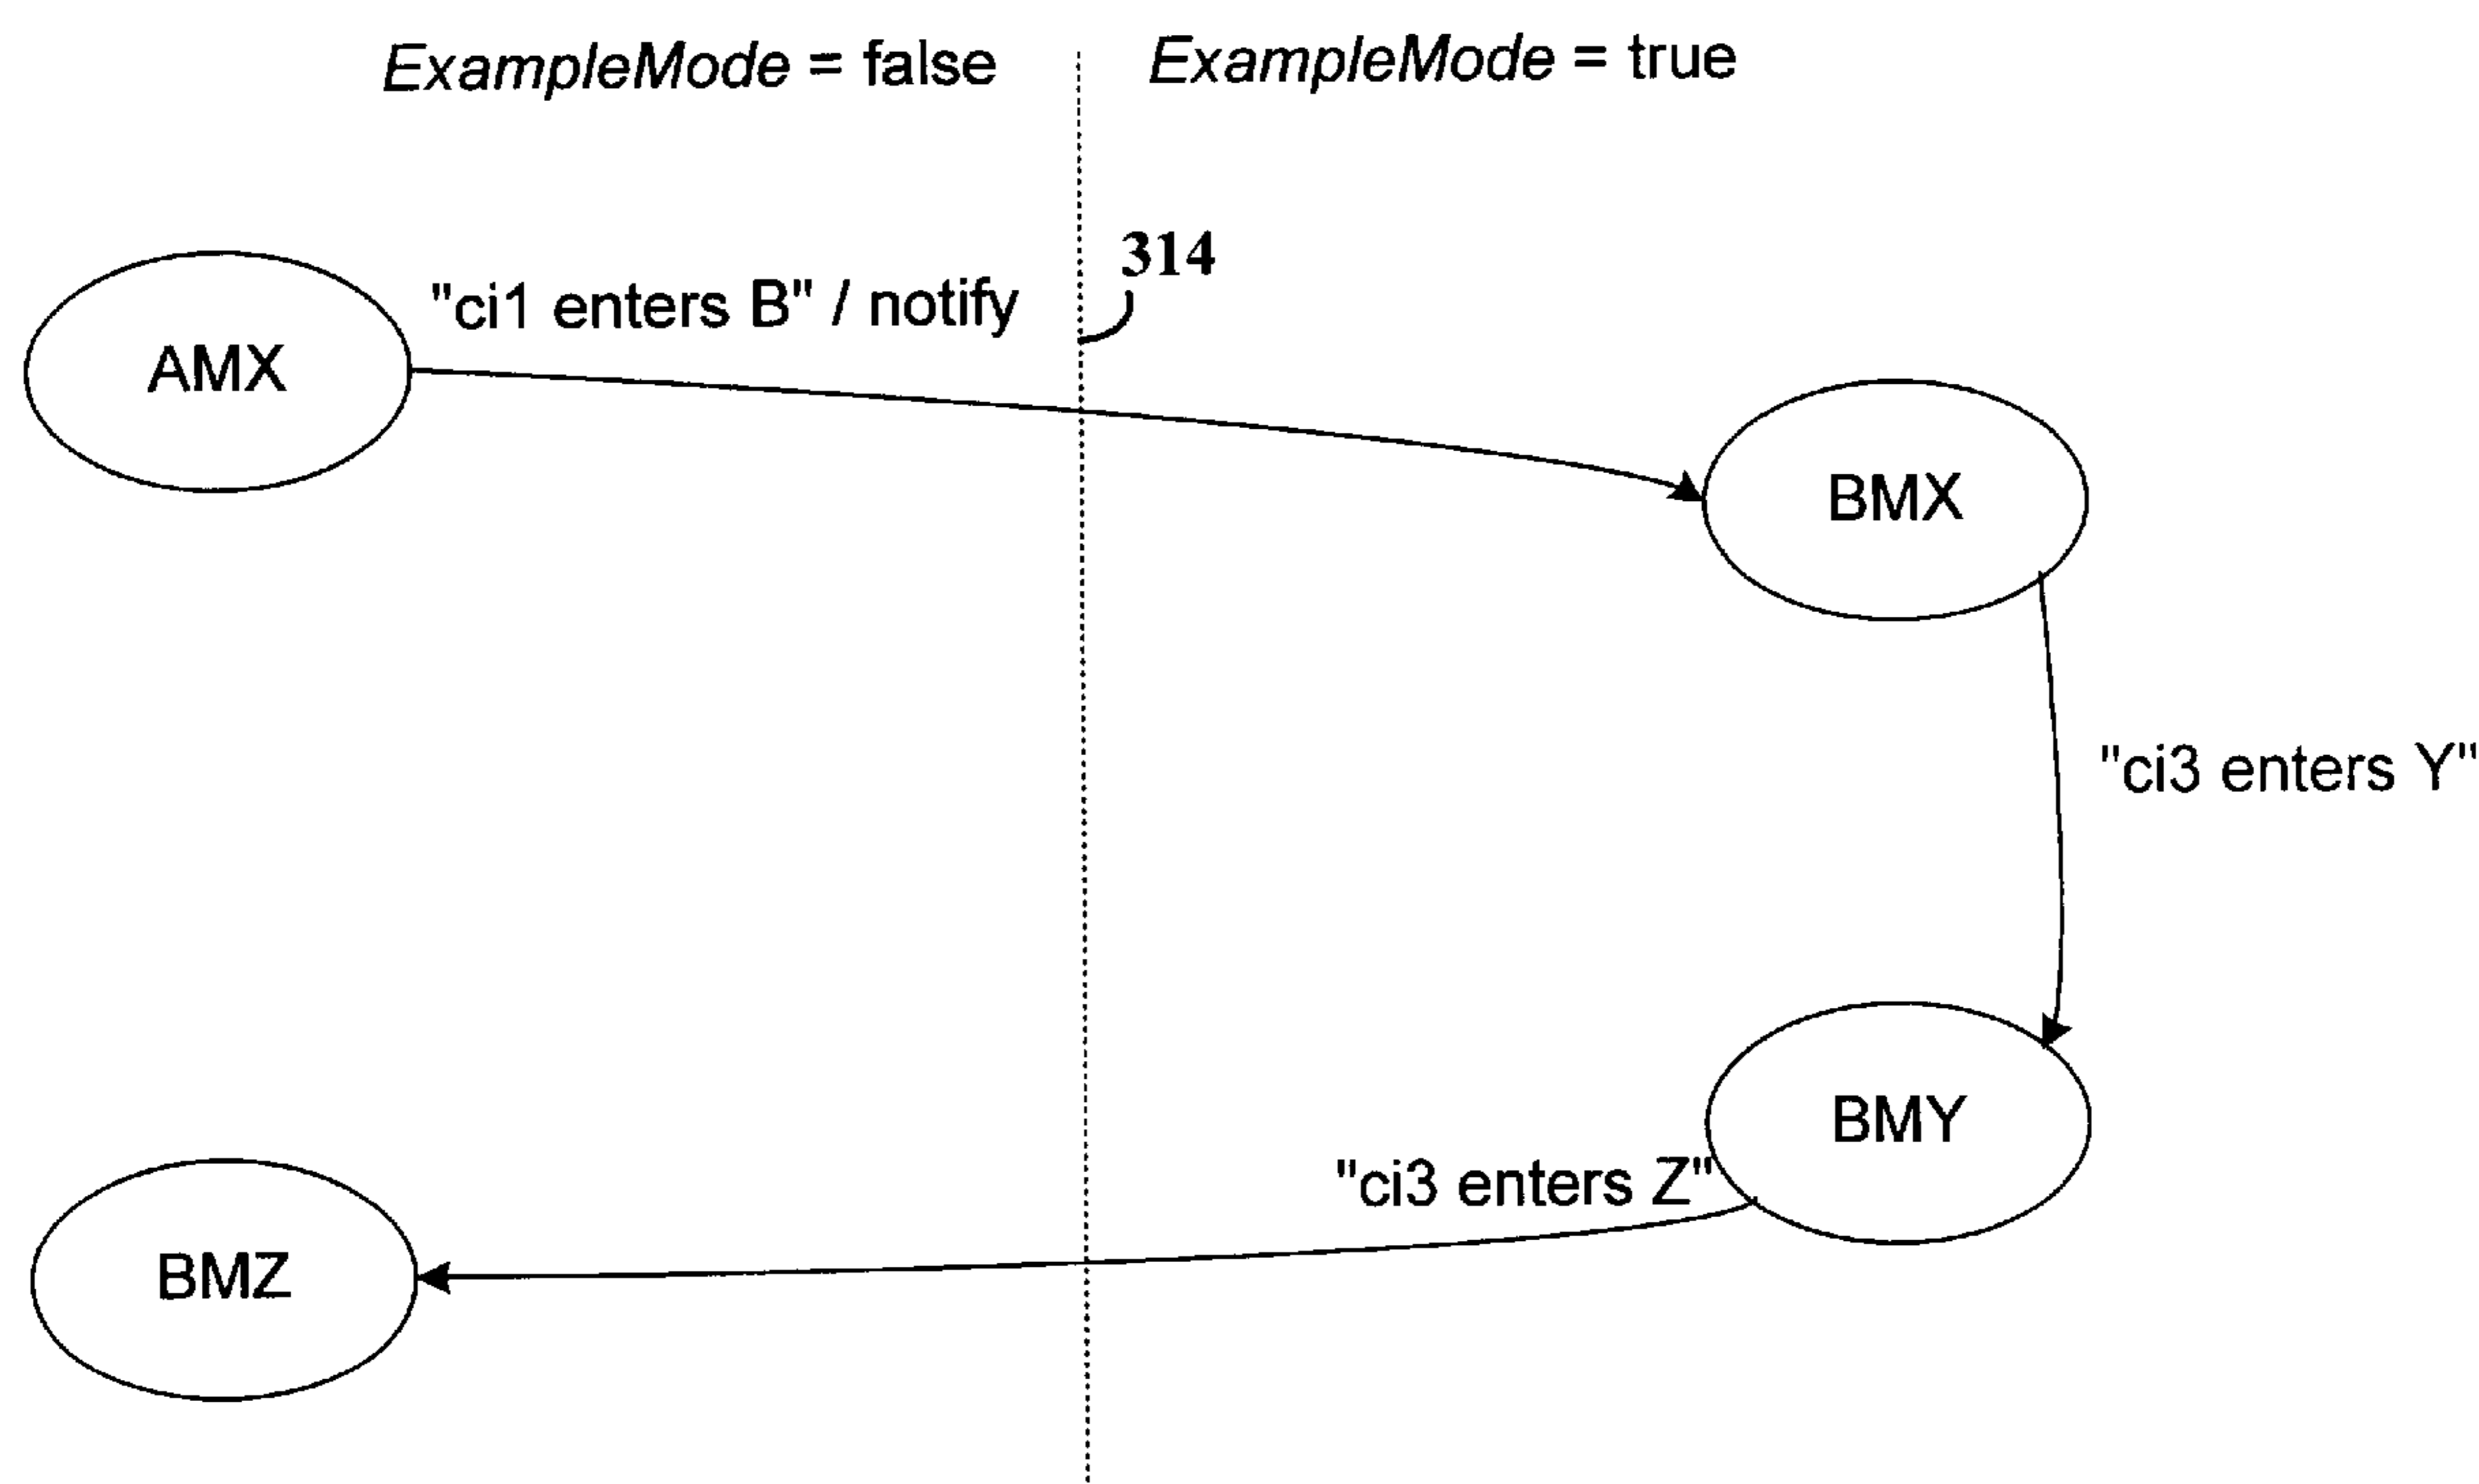 ExampleMode = false
ExampleMode = true
314
"ci1 enters B" / notify
AMX
BMX
"ci3 enters Y"
BMY
"ci3 enters Z"
BMZ